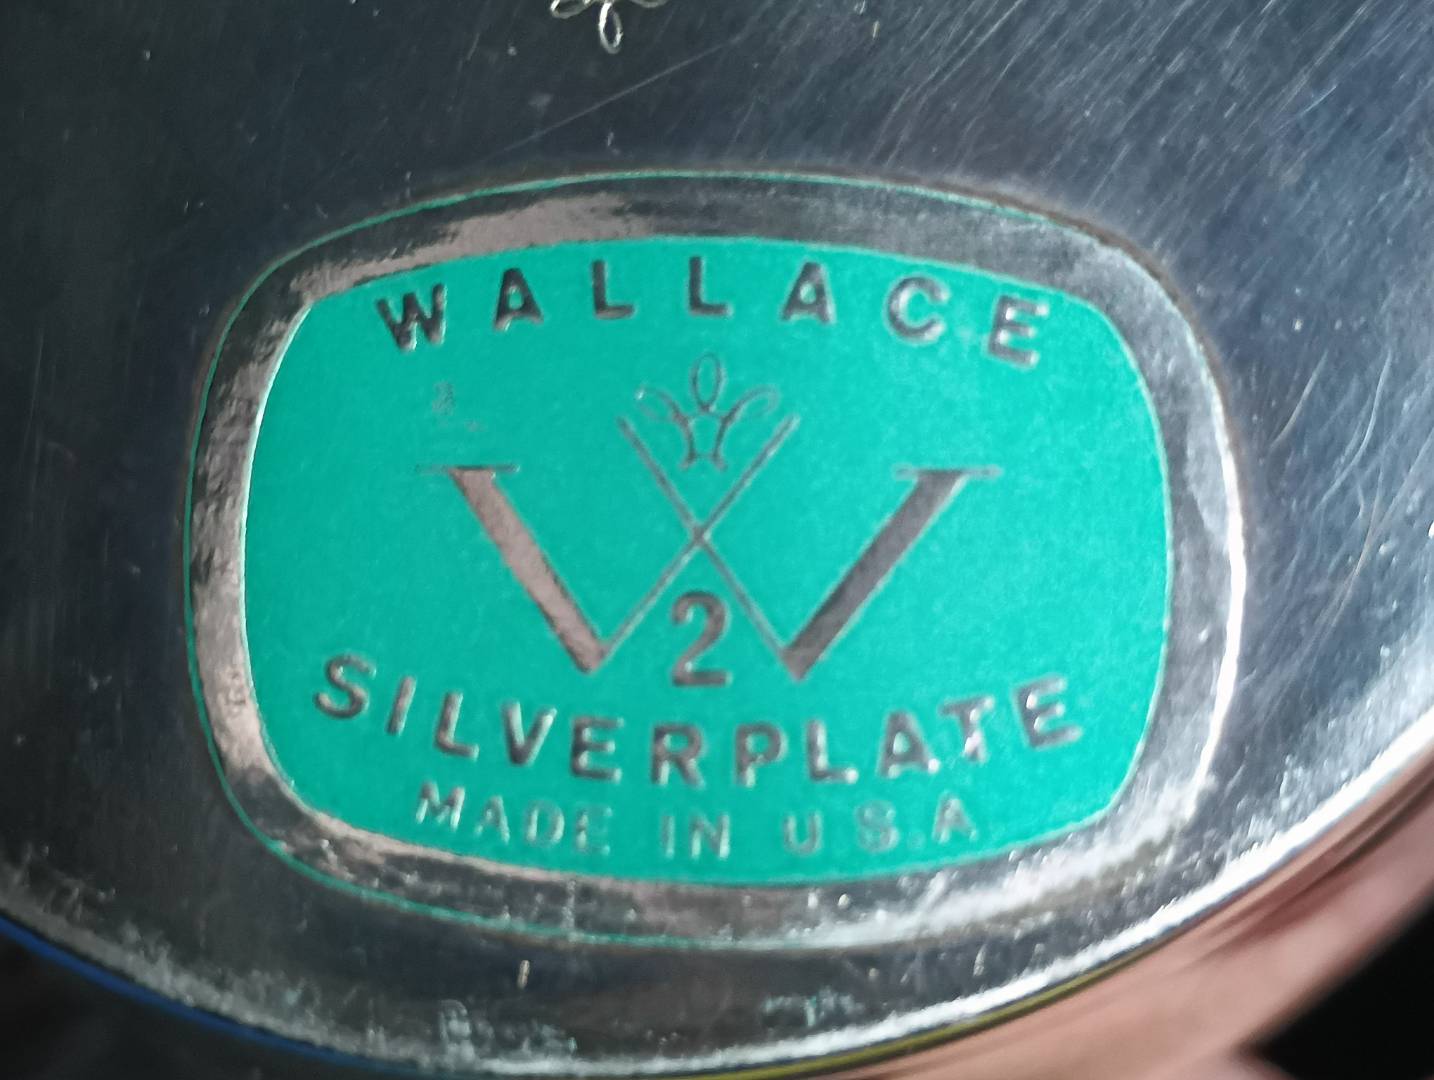 WALLACE
W
2
SILVERPLATE
MADE IN U.S.A